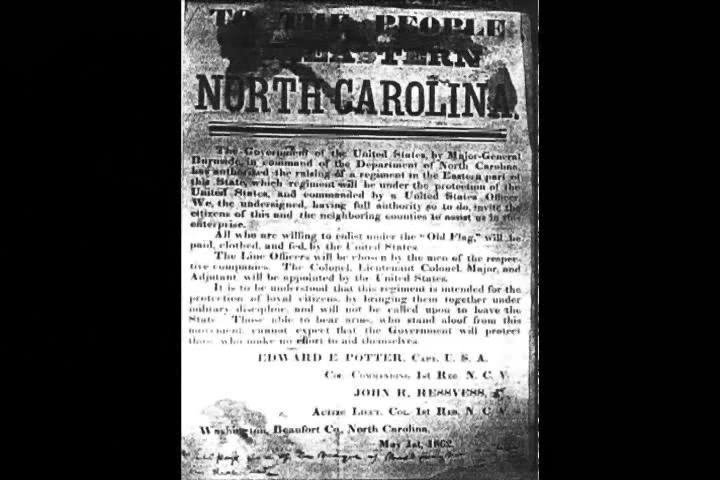 TO THE PEOPLE
EASTERN
NORTH CAROLINA.
The Government of the United States, by Major-General
Burnside, in command of the Department of North Carolina,
has authorized the raising of a regiment in the Eastern part of
this State, which regiment will be under the protection of the
United States, and commanded by a United States Officer
We, the undersigned, having full authority so to do, invite the
citizens of this and the neighboring counties to assist us in this
enterprise.
All who are willing to enlist under the "Old Flag," will be
paid, clothed, and fed, by the United States.
The Line Officers will be chosen by the men of the respec-
tive companies. The Colonel, Lieutenant Colonel, Major, and
Adjutant will be appointed by the United States.
It is to be understood that this regiment is intended for the
protection of loyal citizens, by bringing them together under
military discipline, and will not be called upon to leave the
State. Those able to bear arms, who stand aloof from this
movement, cannot expect that the Government will protect
those who make no effort to aid themselves.
EDWARD E POTTER, Capt. U. S. A.
Col. Commanding 1st Reg. N. C. V.
JOHN R.
Acting Lieut. Col. 1st Reg. N. C. V.
Washington, Beaufort Co., North Carolina,
May 1st, 1862.